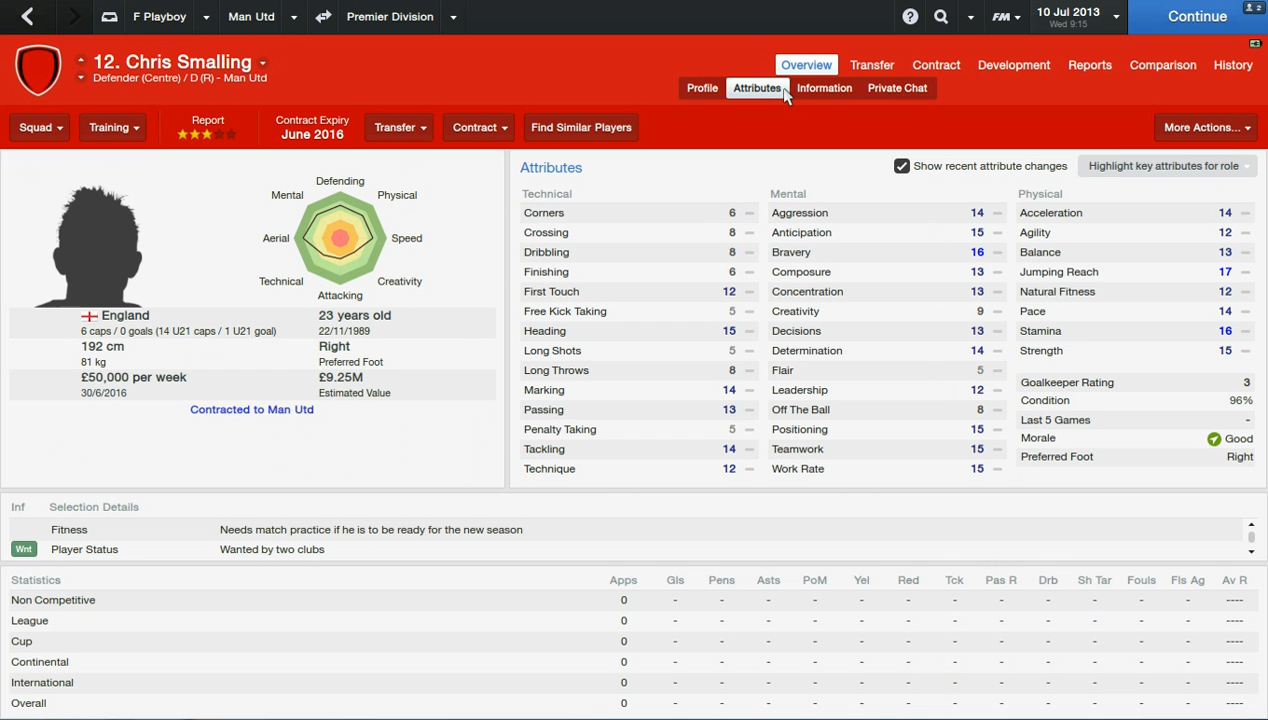 F Playboy Man Utd Premier Division FM 10 Jul 2013 Wed 9:15 Continue 2
12. Chris Smalling
Defender (Centre) / D (R) - Man Utd
Overview Transfer Contract Development Reports Comparison History
Profile Attributes Information Private Chat
Squad Training Report Contract Expiry June 2016 Transfer Contract Find Similar Players More Actions...
Defending
Mental Physical
Aerial Speed
Technical Creativity
Attacking
England 23 years old
6 caps / 0 goals (14 U21 caps / 1 U21 goal) 22/11/1989
192 cm Right
81 kg Preferred Foot
£50,000 per week £9.25M
30/6/2016 Estimated Value
Contracted to Man Utd
Attributes Show recent attribute changes Highlight key attributes for role
Technical Mental Physical
Corners 6 Aggression 14 Acceleration 14
Crossing 8 Anticipation 15 Agility 12
Dribbling 8 Bravery 16 Balance 13
Finishing 6 Composure 13 Jumping Reach 17
First Touch 12 Concentration 13 Natural Fitness 12
Free Kick Taking 5 Creativity 9 Pace 14
Heading 15 Decisions 13 Stamina 16
Long Shots 5 Determination 14 Strength 15
Long Throws 8 Flair 5
Marking 14 Leadership 12 Goalkeeper Rating 3
Passing 13 Off The Ball 8 Condition 96%
Penalty Taking 5 Positioning 15 Last 5 Games -
Tackling 14 Teamwork 15 Morale Good
Technique 12 Work Rate 15 Preferred Foot Right
Inf Selection Details
Fitness Needs match practice if he is to be ready for the new season
Wnt Player Status Wanted by two clubs
Statistics Apps Gls Pens Asts PoM Yel Red Tck Pas R Drb Sh Tar Fouls Fls Ag Av R
Non Competitive 0 - - - - - - - - - - - - ----
League 0 - - - - - - - - - - - - ----
Cup 0 - - - - - - - - - - - - ----
Continental 0 - - - - - - - - - - - - ----
International 0 - - - - - - - - - - - - ----
Overall 0 - - - - - - - - - - - - ----